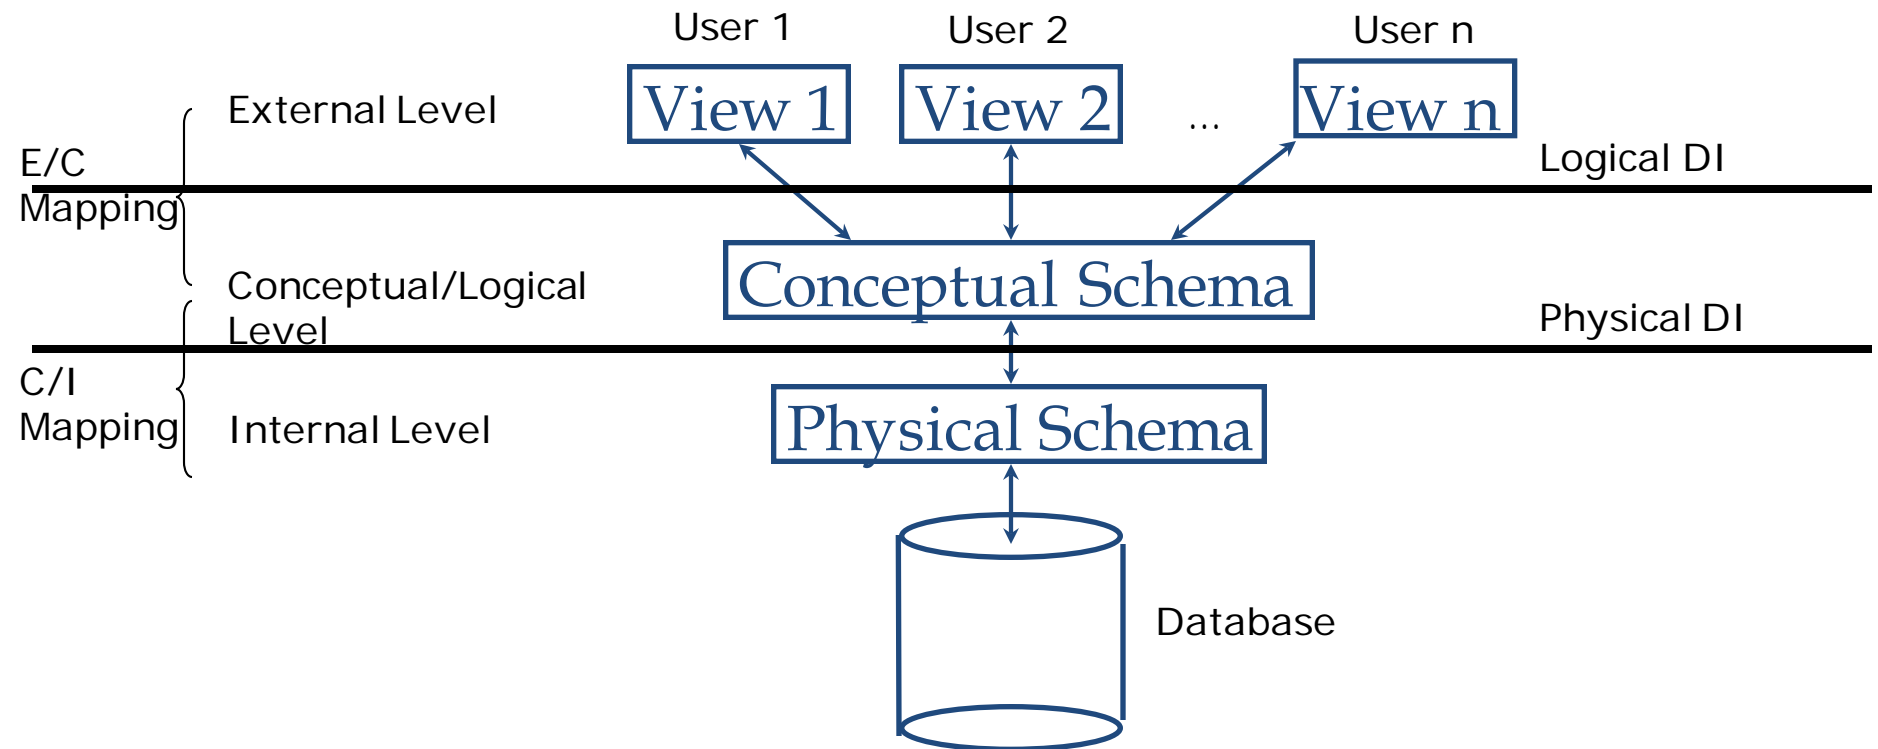 User 1
User 2
User n
View 1
View 2
...
View n
External Level
E/C
Mapping
Logical DI
Conceptual/Logical
Level
Conceptual Schema
Physical DI
C/I
Mapping
Internal Level
Physical Schema
Database